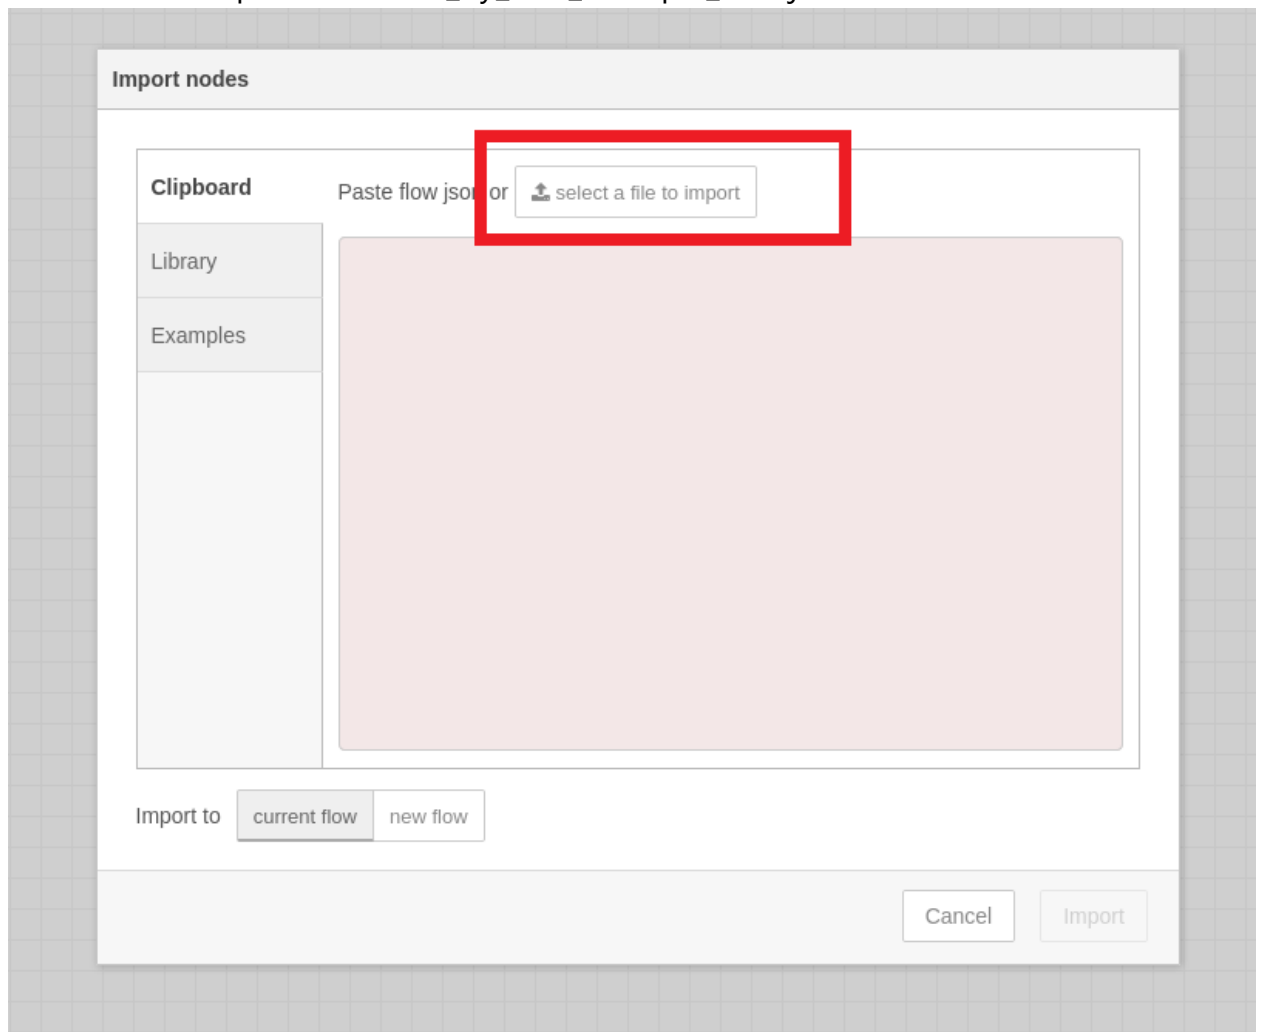 Import nodes
Clipboard
Paste flow json or select a file to import
Library
Examples
Import to current flow new flow
Cancel Import